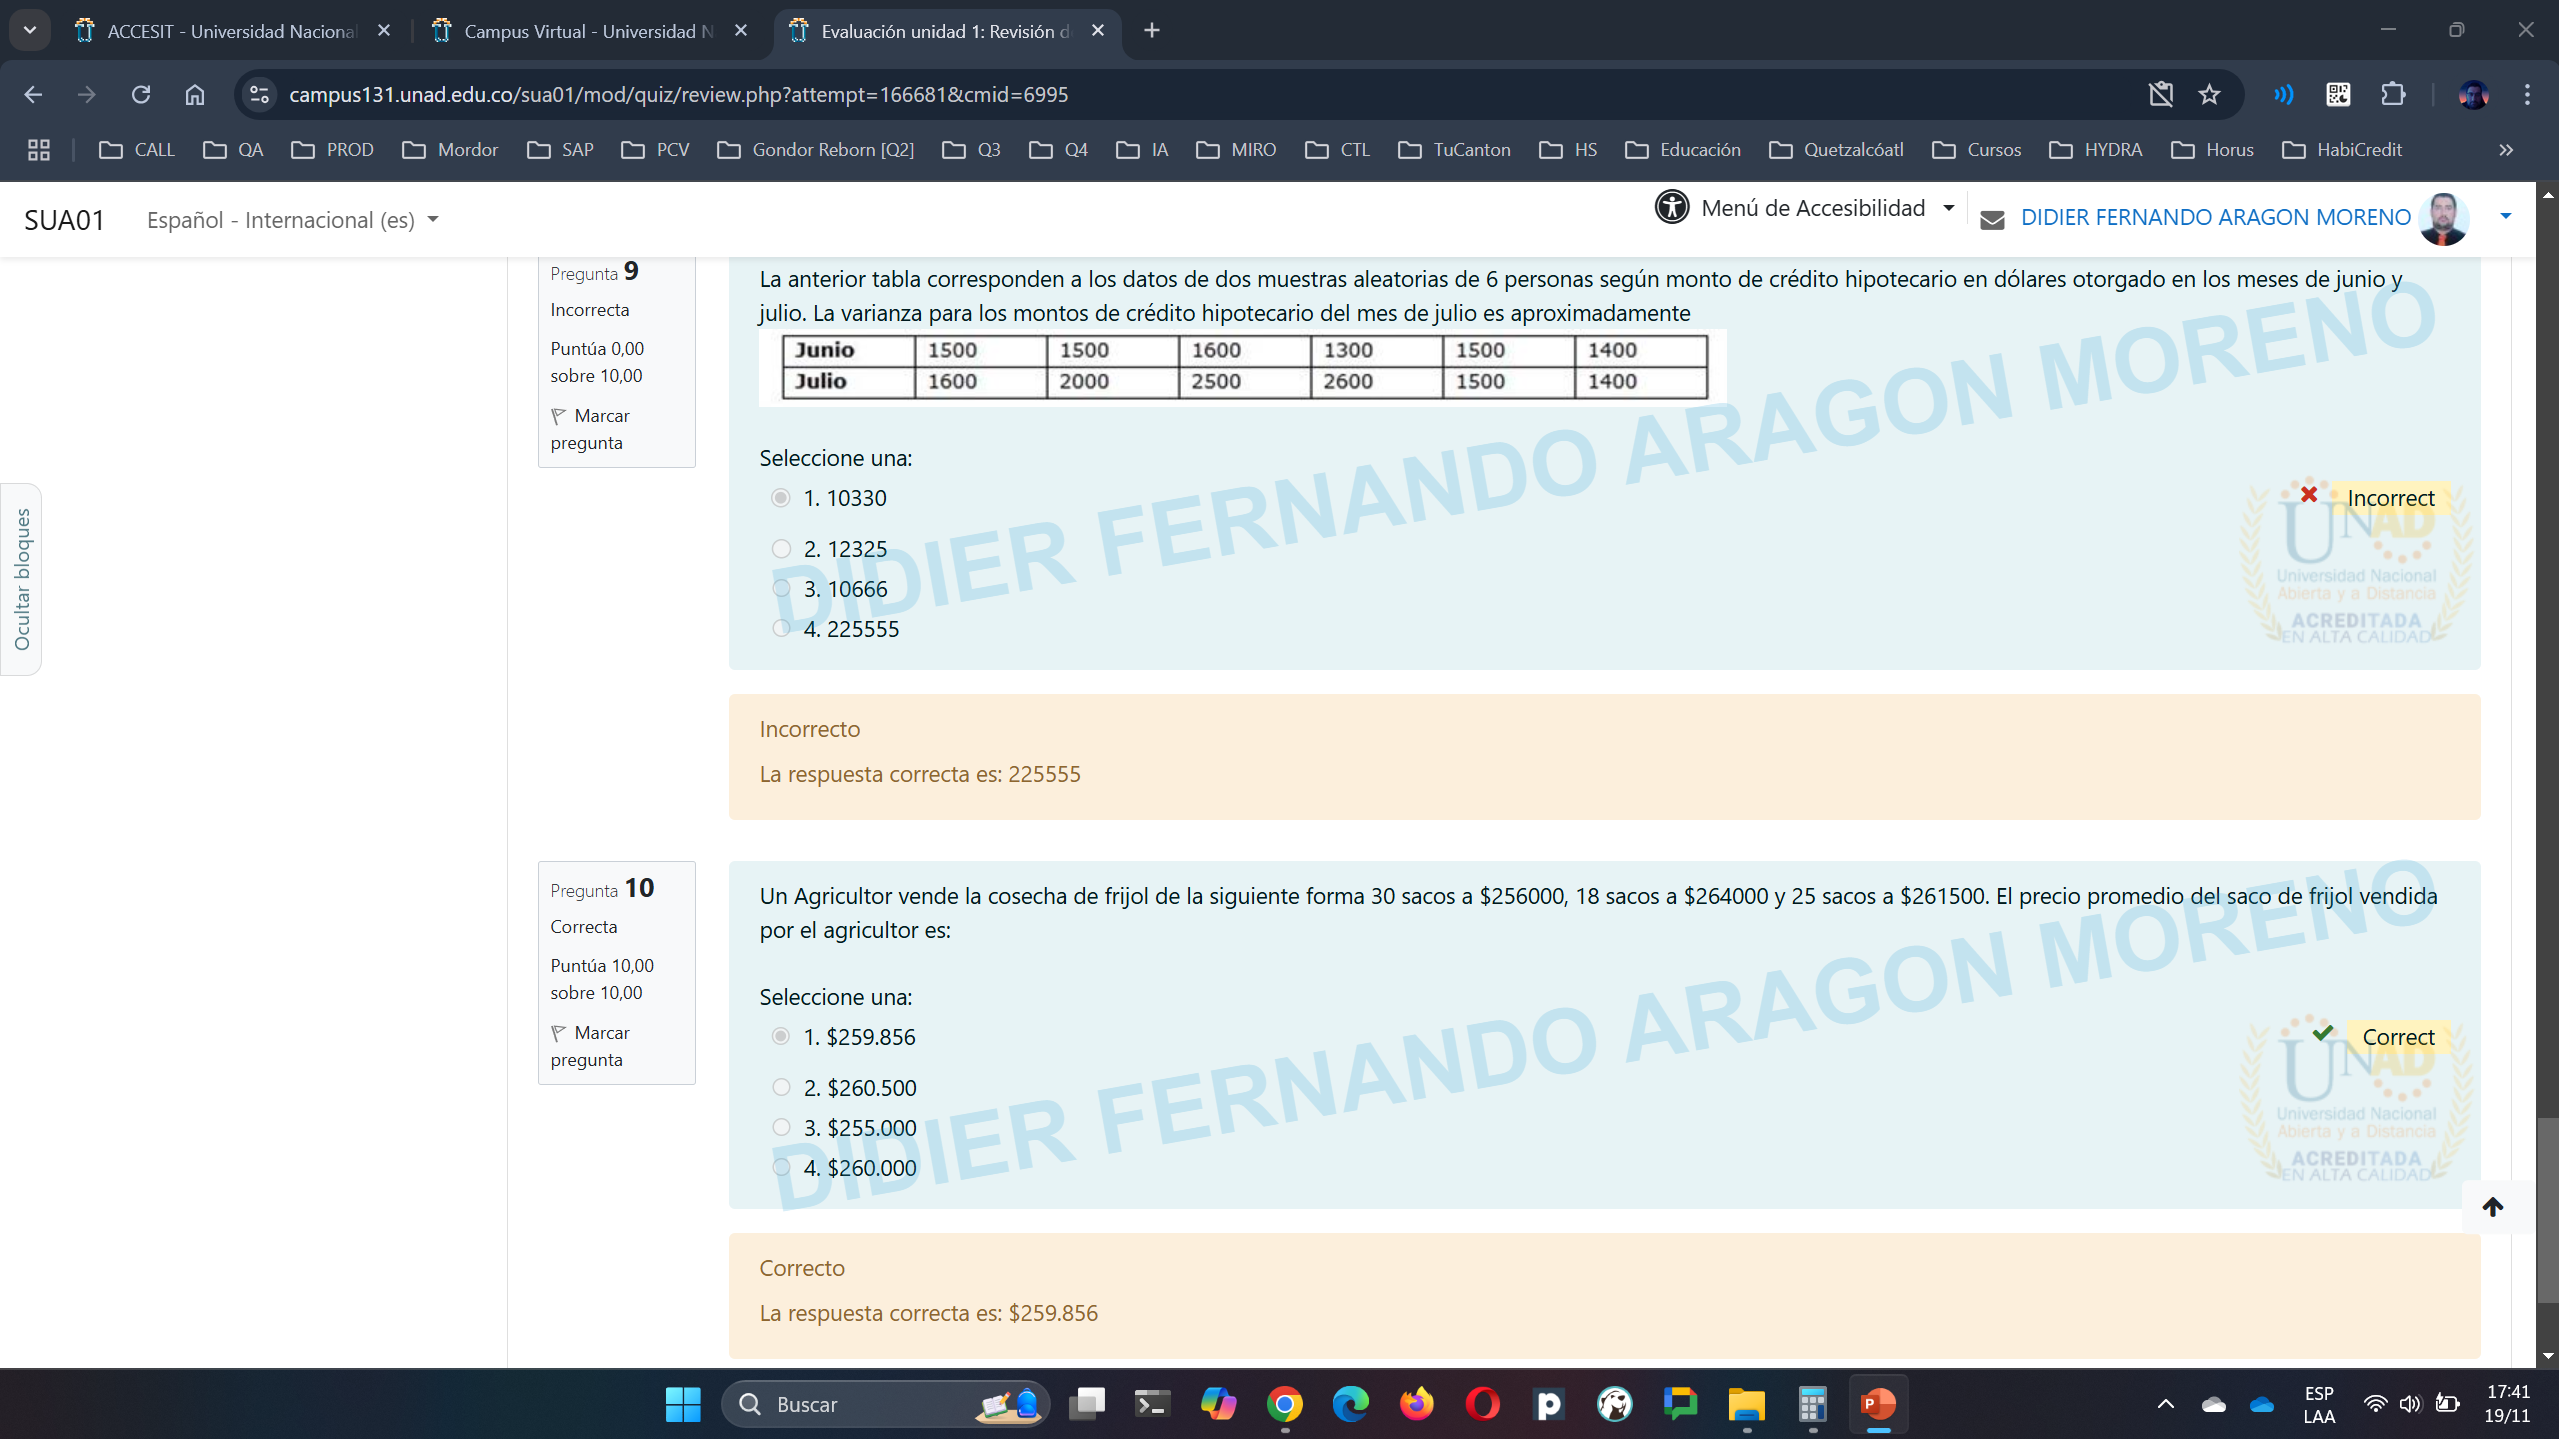 ACCESIT - Universidad Nacional
Campus Virtual - Universidad N
Evaluación unidad 1: Revisión d
campus131.unad.edu.co/sua01/mod/quiz/review.php?attempt=166681&cmid=6995
CALL QA PROD Mordor SAP PCV Gondor Reborn [Q2] Q3 Q4 IA MIRO CTL TuCanton HS Educación Quetzalcóatl Cursos HYDRA Horus HabiCredit
SUA01 Español - Internacional (es) Menú de Accesibilidad DIDIER FERNANDO ARAGON MORENO
Ocultar bloques
Pregunta 9
Incorrecta
Puntúa 0,00
sobre 10,00
Marcar
pregunta
La anterior tabla corresponden a los datos de dos muestras aleatorias de 6 personas según monto de crédito hipotecario en dólares otorgado en los meses de junio y
julio. La varianza para los montos de crédito hipotecario del mes de julio es aproximadamente
Junio 1500 1500 1600 1300 1500 1400
Julio 1600 2000 2500 2600 1500 1400
Seleccione una:
1. 10330
Incorrect
2. 12325
3. 10666
4. 225555
DIDIER FERNANDO ARAGON MORENO
UNAD
Universidad Nacional
Abierta y a Distancia
ACREDITADA
EN ALTA CALIDAD
Incorrecto
La respuesta correcta es: 225555
Pregunta 10
Correcta
Puntúa 10,00
sobre 10,00
Marcar
pregunta
Un Agricultor vende la cosecha de frijol de la siguiente forma 30 sacos a $256000, 18 sacos a $264000 y 25 sacos a $261500. El precio promedio del saco de frijol vendida
por el agricultor es:
Seleccione una:
1. $259.856
Correct
2. $260.500
3. $255.000
4. $260.000
DIDIER FERNANDO ARAGON MORENO
UNAD
Universidad Nacional
Abierta y a Distancia
ACREDITADA
EN ALTA CALIDAD
Correcto
La respuesta correcta es: $259.856
Buscar
ESP
LAA
17:41
19/11